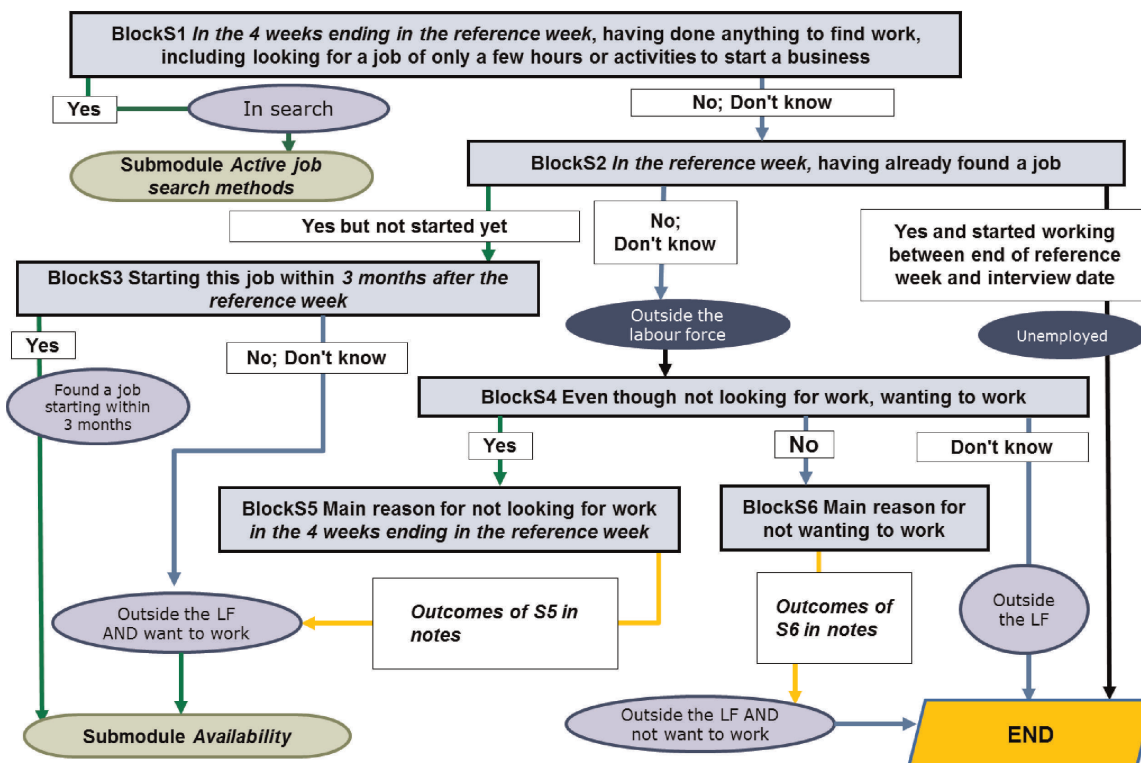 BlockS1 In the 4 weeks ending in the reference week, having done anything to find work,
including looking for a job of only a few hours or activities to start a business
Yes
In search
No; Don't know
Submodule Active job
search methods
BlockS2 In the reference week, having already found a job
Yes but not started yet
No;
Don't know
Yes and started working
between end of reference
week and interview date
BlockS3 Starting this job within 3 months after the
reference week
Outside the
labour force
Unemployed
Yes
No; Don't know
Found a job
starting within
3 months
BlockS4 Even though not looking for work, wanting to work
Yes
No
Don't know
BlockS5 Main reason for not looking for work
in the 4 weeks ending in the reference week
BlockS6 Main reason for
not wanting to work
Outside the LF
AND want to work
Outcomes of S5 in
notes
Outcomes of
S6 in notes
Outside
the LF
Submodule Availability
Outside the LF AND
not want to work
END